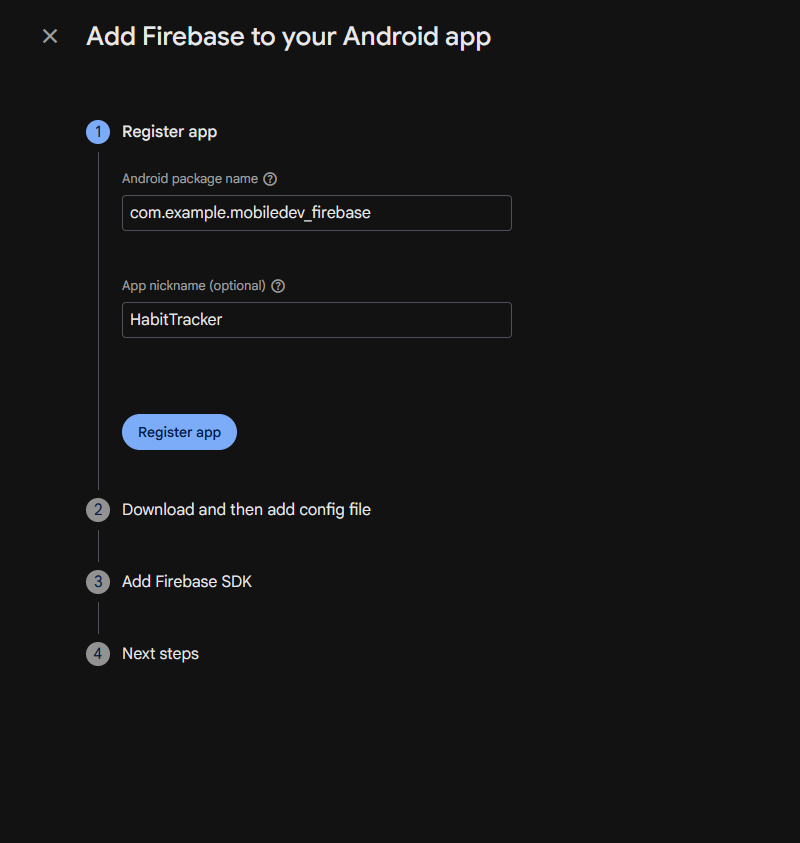 Add Firebase to your Android app
1 Register app
Android package name
com.example.mobiledev_firebase
App nickname (optional)
HabitTracker
Register app
2 Download and then add config file
3 Add Firebase SDK
4 Next steps